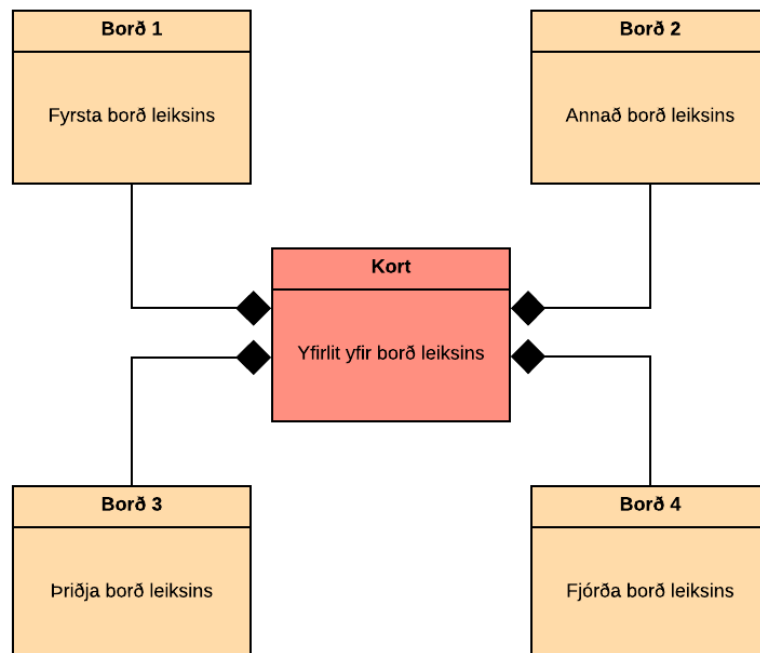 Borð 1
Fyrsta borð leiksins
Borð 2
Annað borð leiksins
Kort
Yfirlit yfir borð leiksins
Borð 3
Þriðja borð leiksins
Borð 4
Fjórða borð leiksins